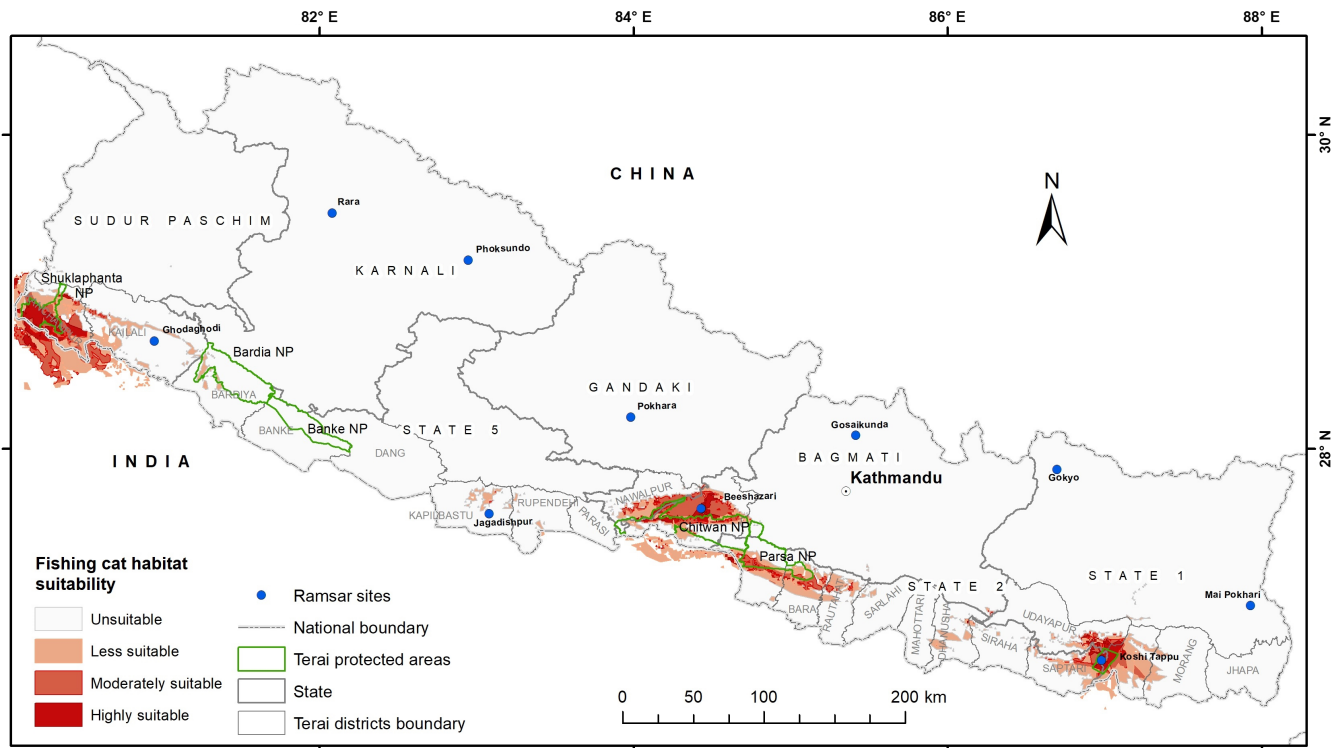 82° E
84° E
86° E
88° E
30° N
28° N
N
CHINA
INDIA
SUDUR PASCHIM
KARNALI
Rara
Phoksundo
Shuklaphanta
NP
KAILALI
Ghodaghodi
Bardia NP
BARDIYA
BANKE
Banke NP
DANG
STATE 5
GANDAKI
Pokhara
Gosaikunda
BAGMATI
Kathmandu
Gokyo
KAPILBASTU
Jagadishpur
RUPENDEHI
PARASI
NAWALPUR
Beeshazari
Chitwan NP
Parsa NP
BARA
RAUTAHAT
SARLAHI
MAHOTTARI
DHANUSHA
STATE 2
SIRAHA
UDAYAPUR
STATE 1
Mai Pokhari
SAPTARI
Koshi Tappu
MORANG
JHAPA
Fishing cat habitat
suitability
Unsuitable
Less suitable
Moderately suitable
Highly suitable
Ramsar sites
National boundary
Terai protected areas
State
Terai districts boundary
0 50 100 200 km